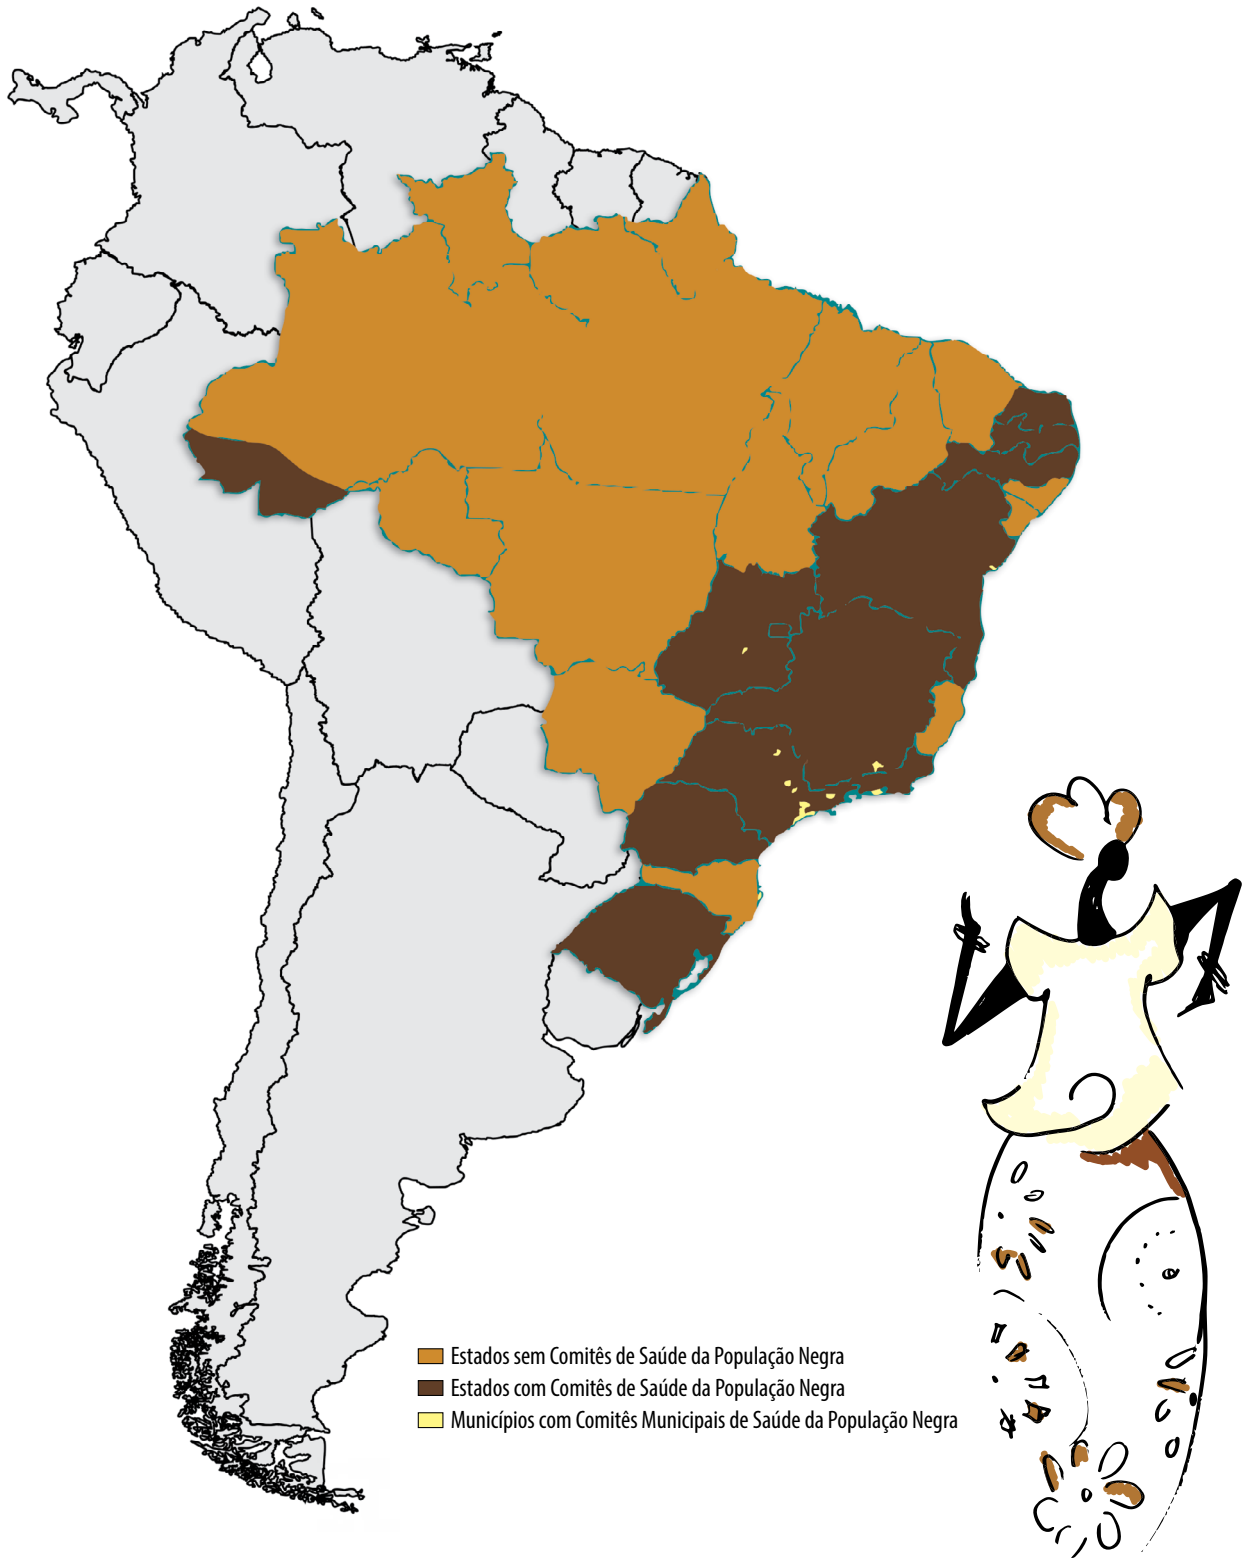 Estados sem Comitês de Saúde da População Negra
Estados com Comitês de Saúde da População Negra
Municípios com Comitês Municipais de Saúde da População Negra